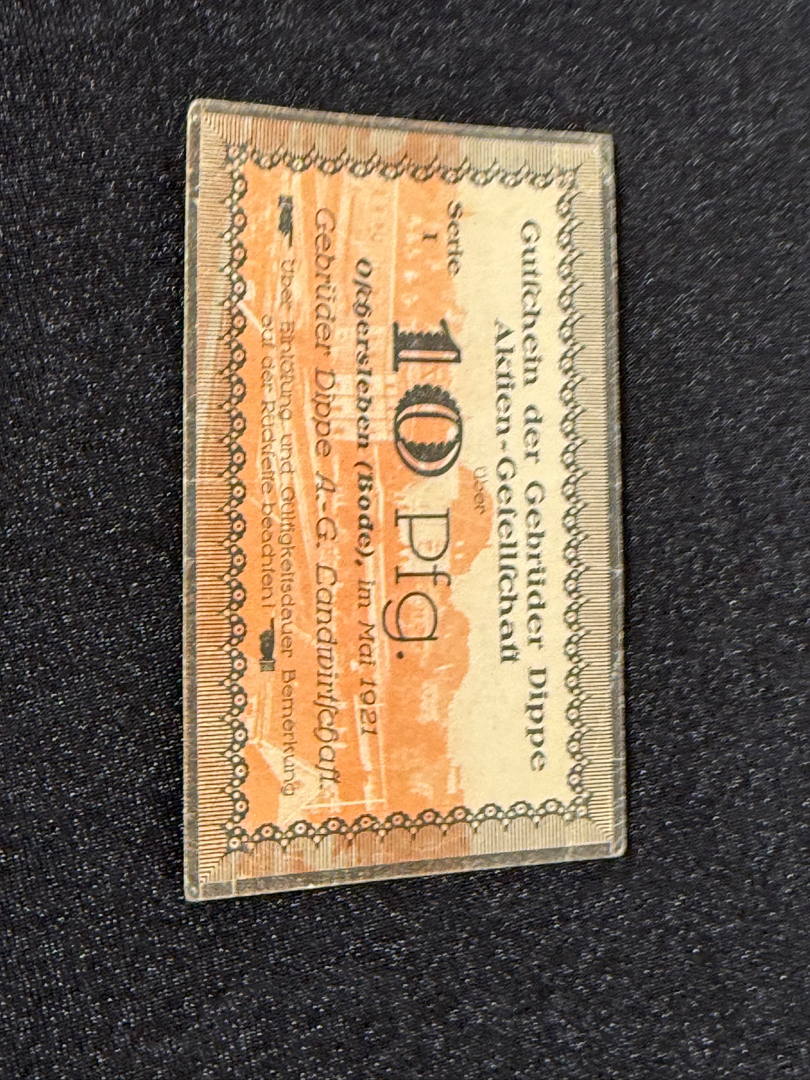 Gutſchein der Gebrüder Dippe
Aktien-Geſellſchaft
über
Serie
I
10 Pfg.
Oſchersleben (Bode), im Mai 1921
Gebrüder Dippe A.-G. Landwirtſchaft.
Über Einlöſung und Gültigkeitsdauer Bemerkung
auf der Rückſeite beachten!